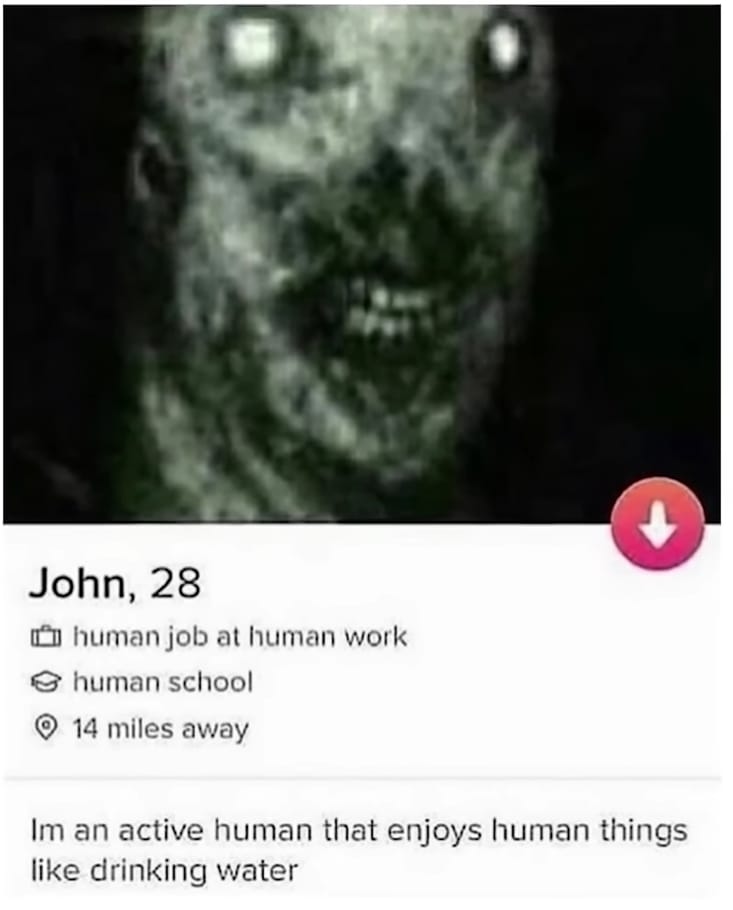 John, 28
human job at human work
human school
14 miles away
Im an active human that enjoys human things
like drinking water